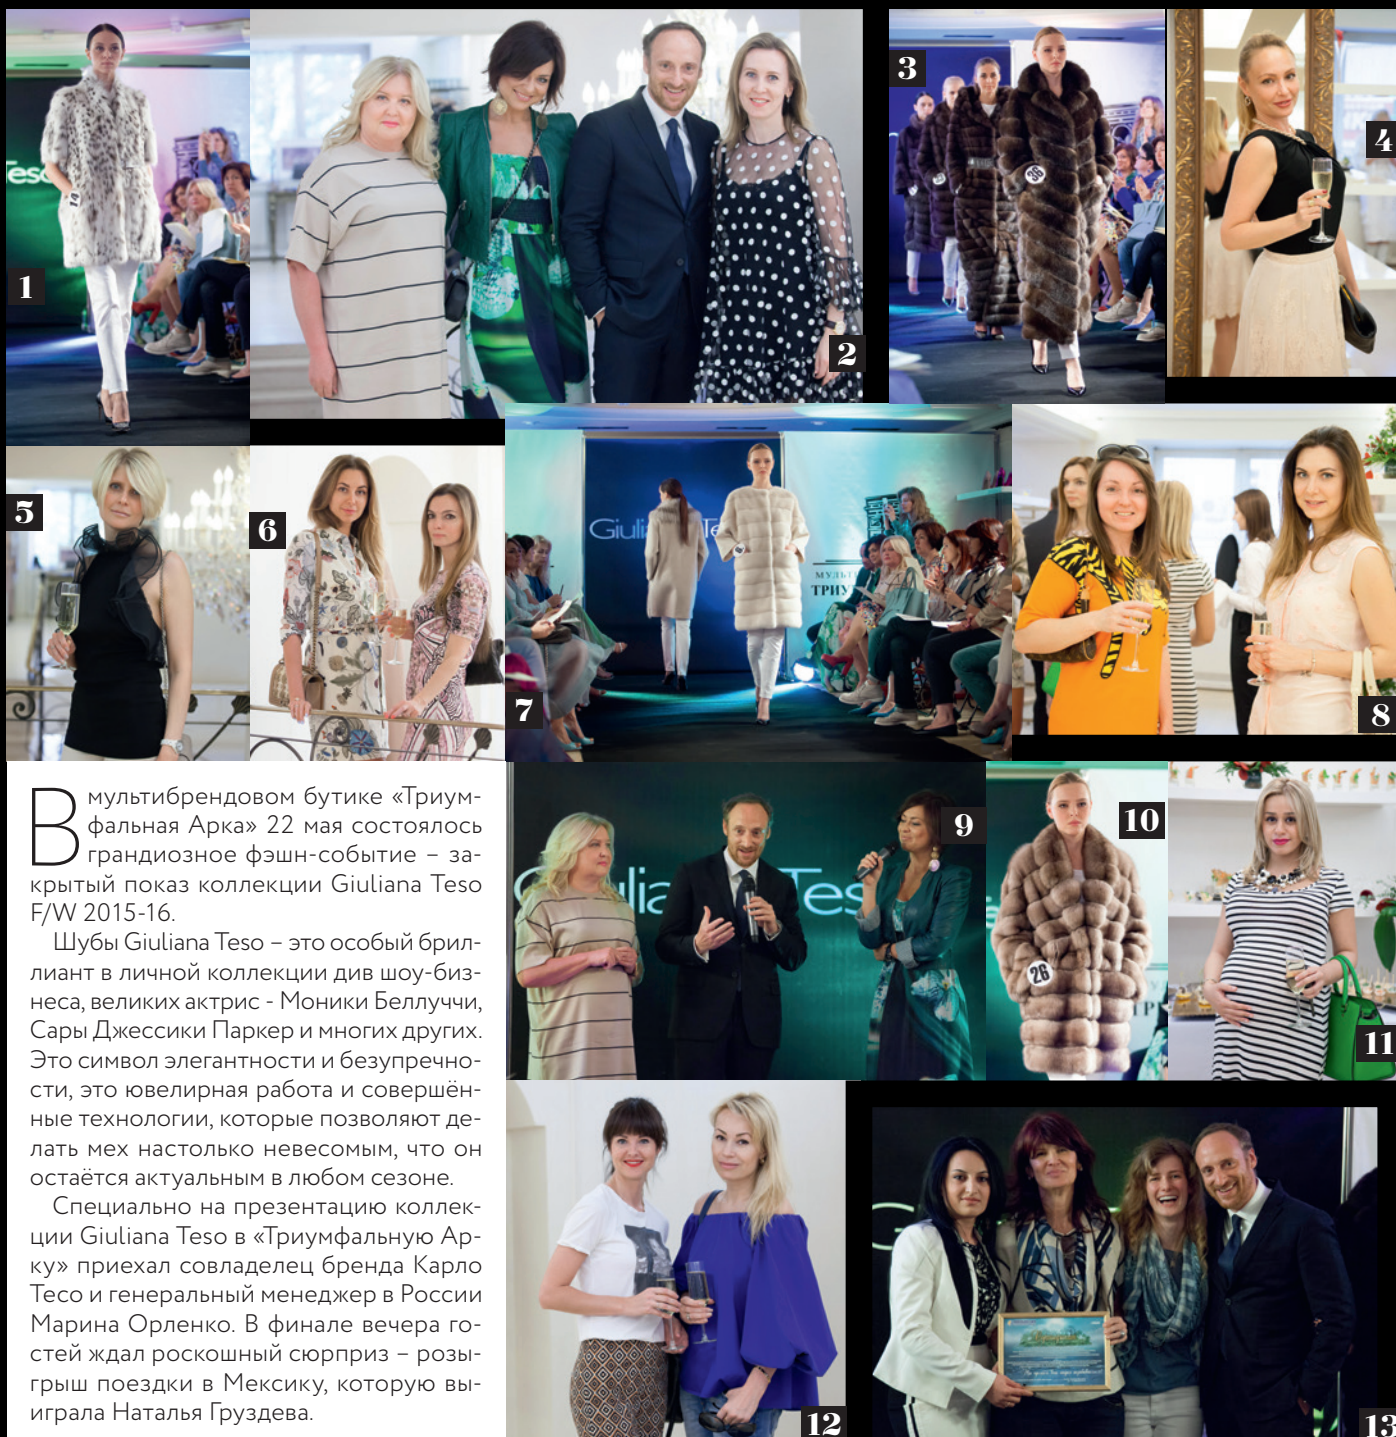 1
2
3
4
5
6
7
8
9
10
11
12
13
14
96
26
Giuliana Teso
МУЛЬТИ
ТРИУ
В мультибрендовом бутике «Триум-
фальная Арка» 22 мая состоялось
грандиозное фэшн-событие – за-
крытый показ коллекции Giuliana Teso
F/W 2015-16.
Шубы Giuliana Teso – это особый брил-
лиант в личной коллекции див шоу-биз-
неса, великих актрис - Моники Беллуччи,
Сары Джессики Паркер и многих других.
Это символ элегантности и безупречно-
сти, это ювелирная работа и совершён-
ные технологии, которые позволяют де-
лать мех настолько невесомым, что он
остаётся актуальным в любом сезоне.
Специально на презентацию коллек-
ции Giuliana Teso в «Триумфальную Ар-
ку» приехал совладелец бренда Карло
Тесо и генеральный менеджер в России
Марина Орленко. В финале вечера го-
стей ждал роскошный сюрприз – розы-
грыш поездки в Мексику, которую вы-
играла Наталья Груздева.